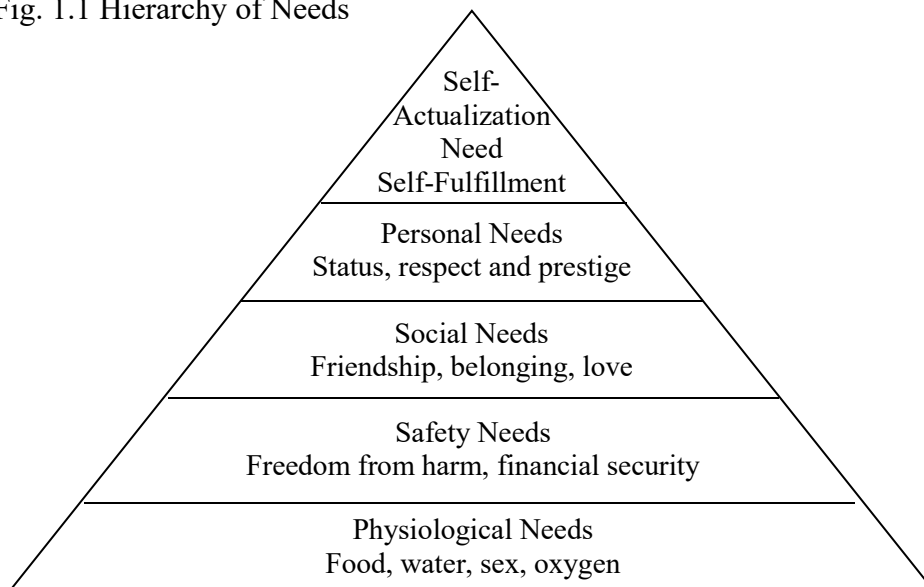 Fig. 1.1 Hierarchy of Needs
Self-
Actualization
Need
Self-Fulfillment
Personal Needs
Status, respect and prestige
Social Needs
Friendship, belonging, love
Safety Needs
Freedom from harm, financial security
Physiological Needs
Food, water, sex, oxygen